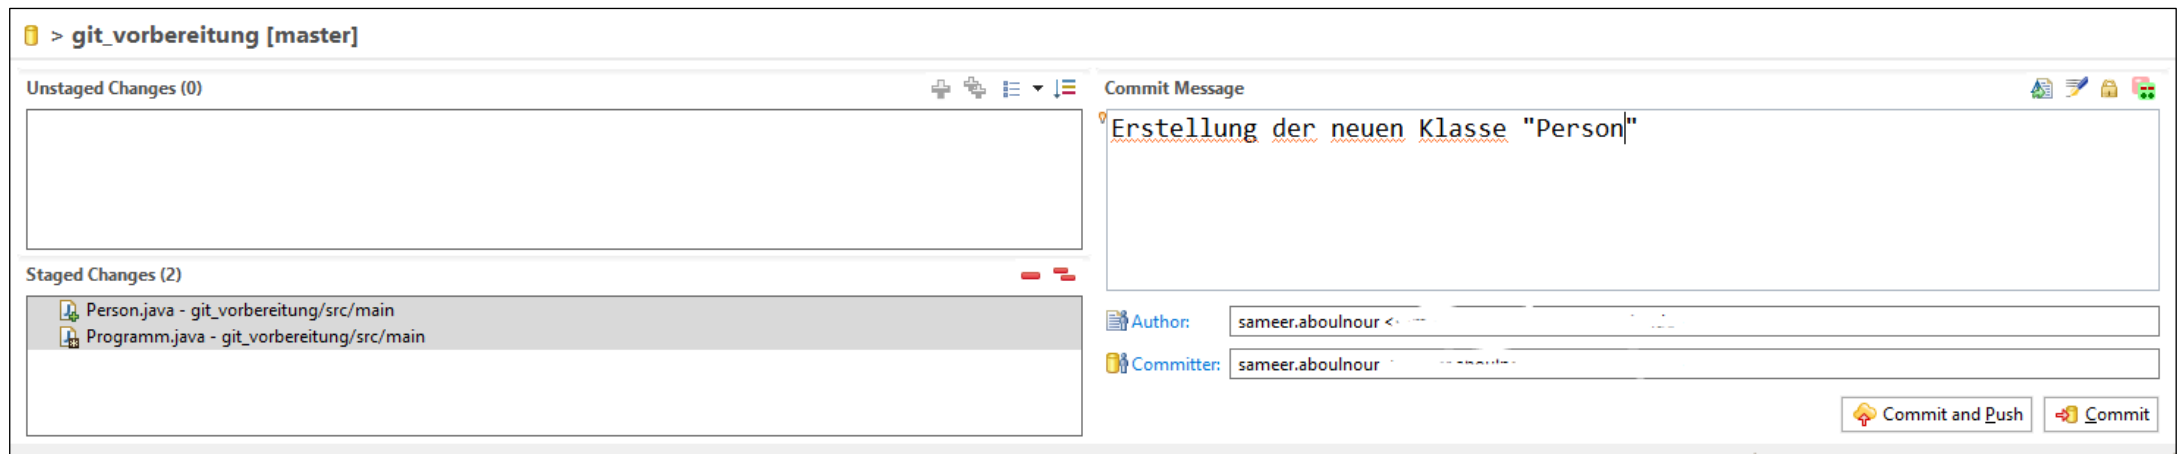 > git_vorbereitung [master]
Unstaged Changes (0)
Staged Changes (2)
Person.java - git_vorbereitung/src/main
Programm.java - git_vorbereitung/src/main
Commit Message
Erstellung der neuen Klasse "Person"
Author: sameer.aboulnour <
Committer: sameer.aboulnour
Commit and Push Commit